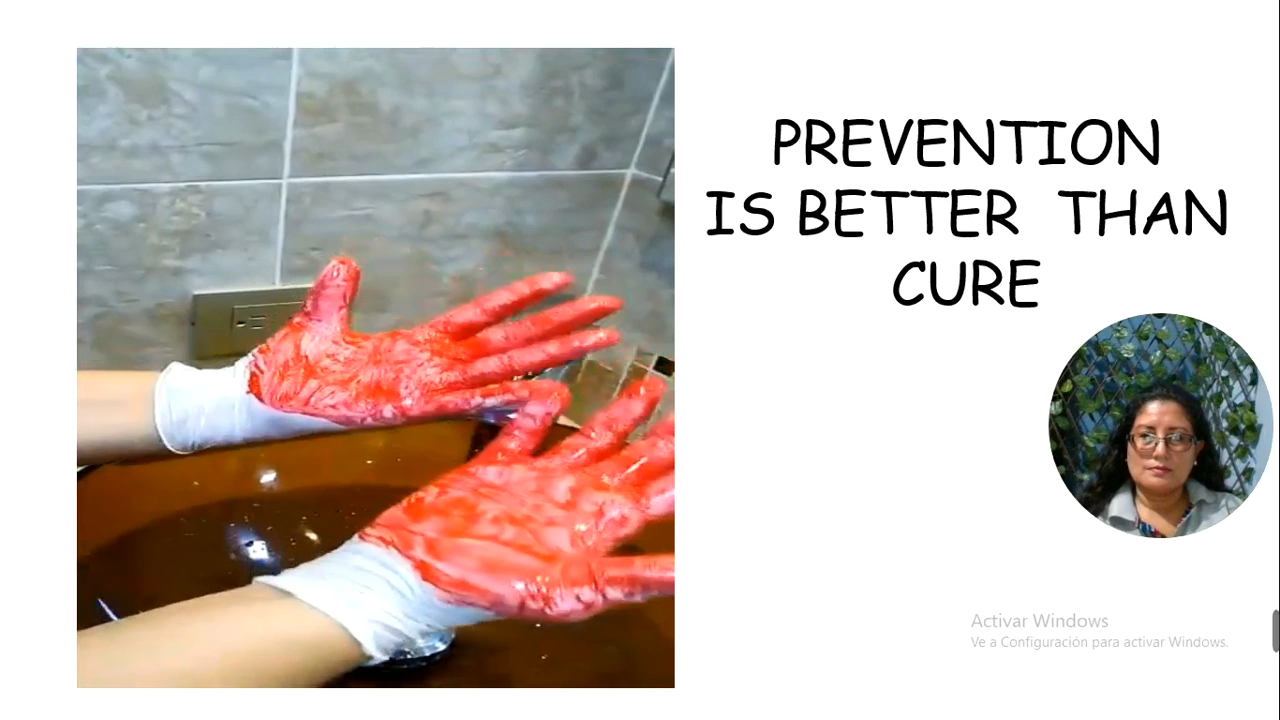 PREVENTION
IS BETTER THAN
CURE
Activar Windows
Ve a Configuración para activar Windows.